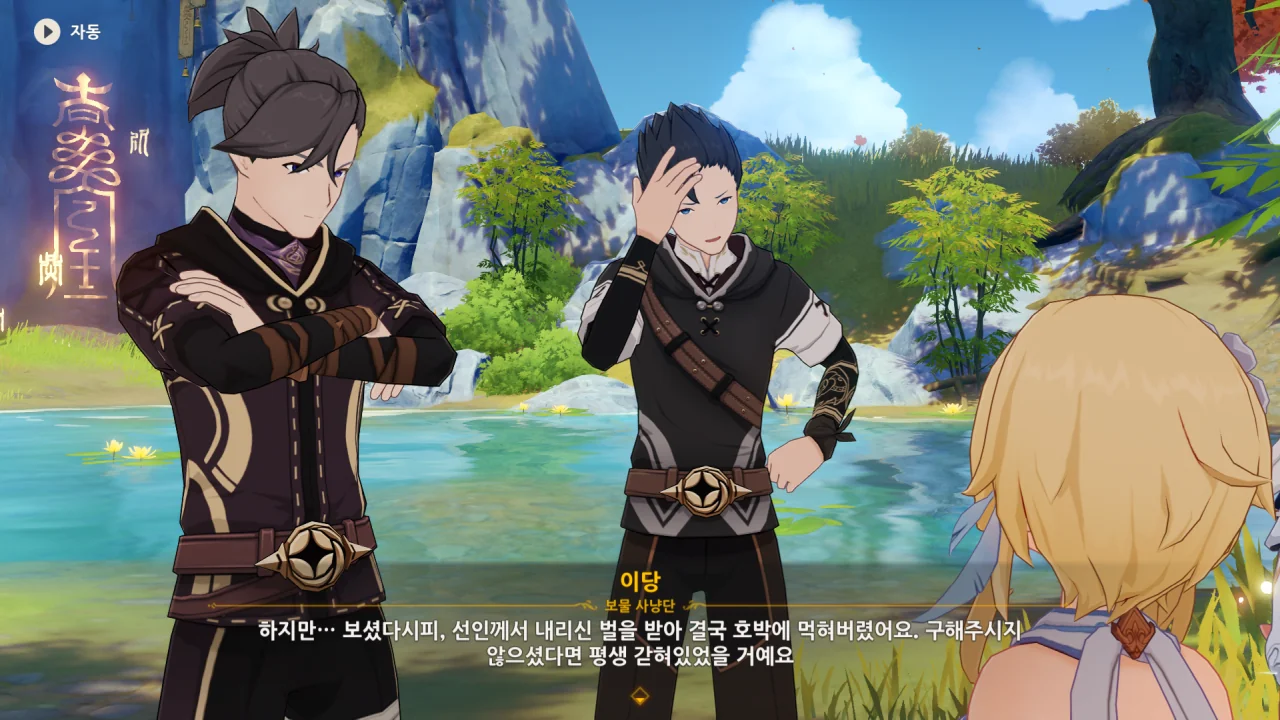 자동
이당
보물 사냥단
하지만… 보셨다시피, 선인께서 내리신 벌을 받아 결국 호박에 먹혀버렸어요. 구해주시지
않으셨다면 평생 갇혀있었을 거예요